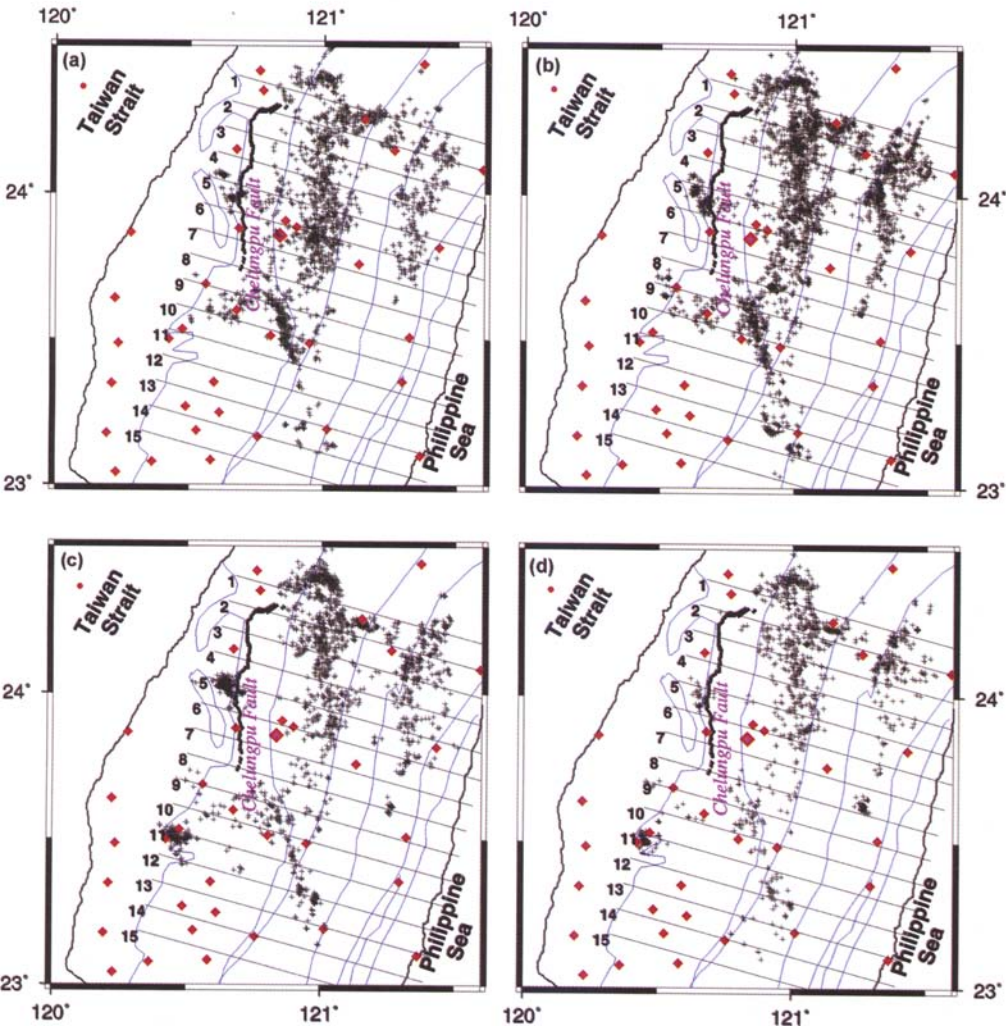 120° 121° 120° 121°
(a)
Taiwan
Strait
1
2
3
4
5
6
7
8
9
10
11
12
13
14
15
Chelungpu Fault
Philippine
Sea
24°
23°
(b)
Taiwan
Strait
1
2
3
4
5
6
7
8
9
10
11
12
13
14
15
Chelungpu Fault
Philippine
Sea
24°
23°
(c)
Taiwan
Strait
1
2
3
4
5
6
7
8
9
10
11
12
13
14
15
Chelungpu Fault
Philippine
Sea
24°
23°
(d)
Taiwan
Strait
1
2
3
4
5
6
7
8
9
10
11
12
13
14
15
Chelungpu Fault
Philippine
Sea
24°
23°
120° 121° 120° 121°